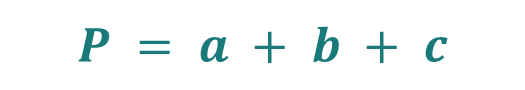 P = a + b + c